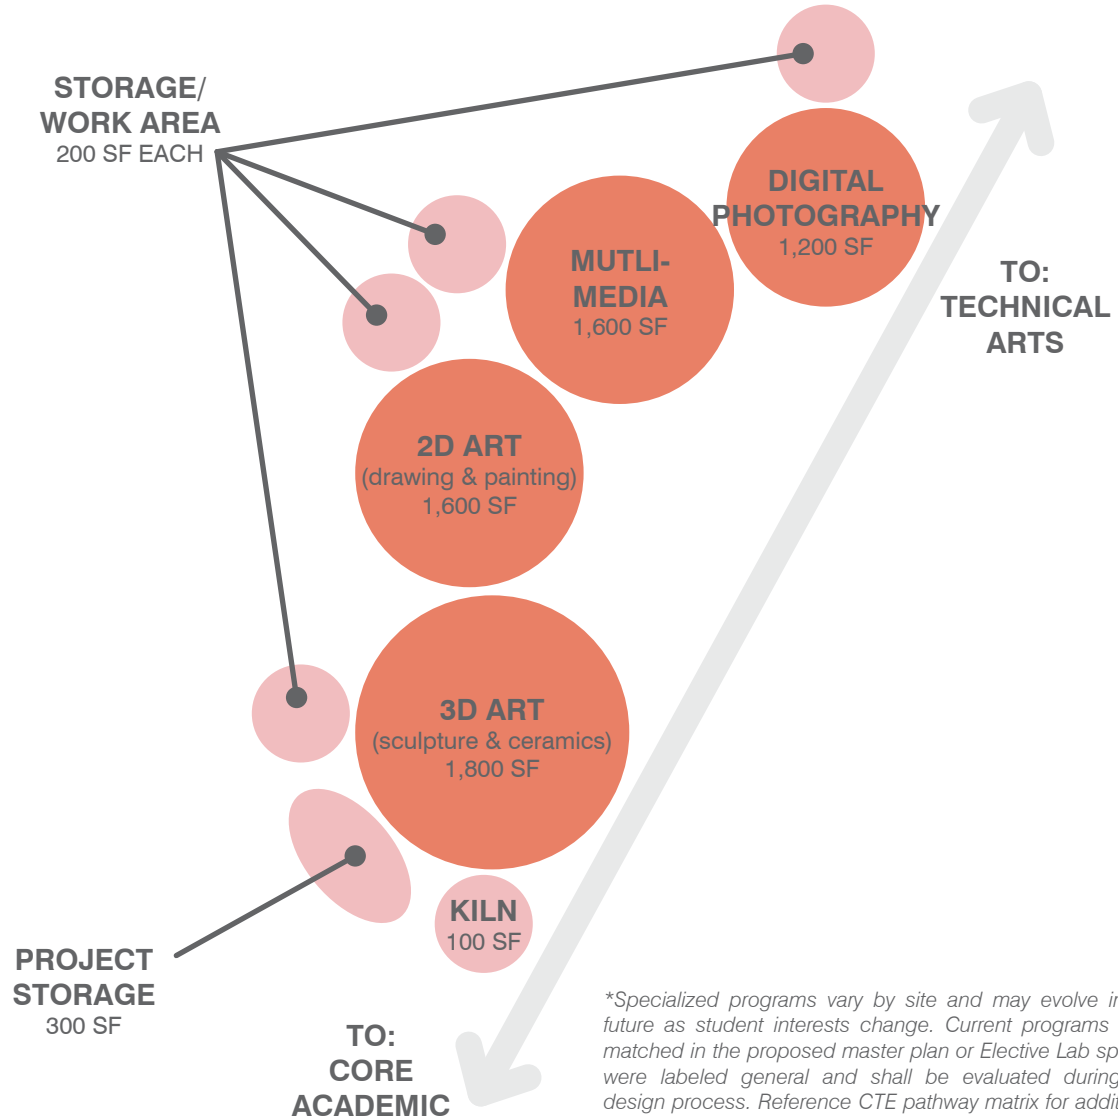 STORAGE/
WORK AREA
200 SF EACH
DIGITAL
PHOTOGRAPHY
1,200 SF
MUTLI-
MEDIA
1,600 SF
TO:
TECHNICAL
ARTS
2D ART
(drawing & painting)
1,600 SF
3D ART
(sculpture & ceramics)
1,800 SF
KILN
100 SF
PROJECT
STORAGE
300 SF
TO:
CORE
ACADEMIC
*Specialized programs vary by site and may evolve in
future as student interests change. Current programs
matched in the proposed master plan or Elective Lab sp
were labeled general and shall be evaluated during
design process. Reference CTE pathway matrix for addit